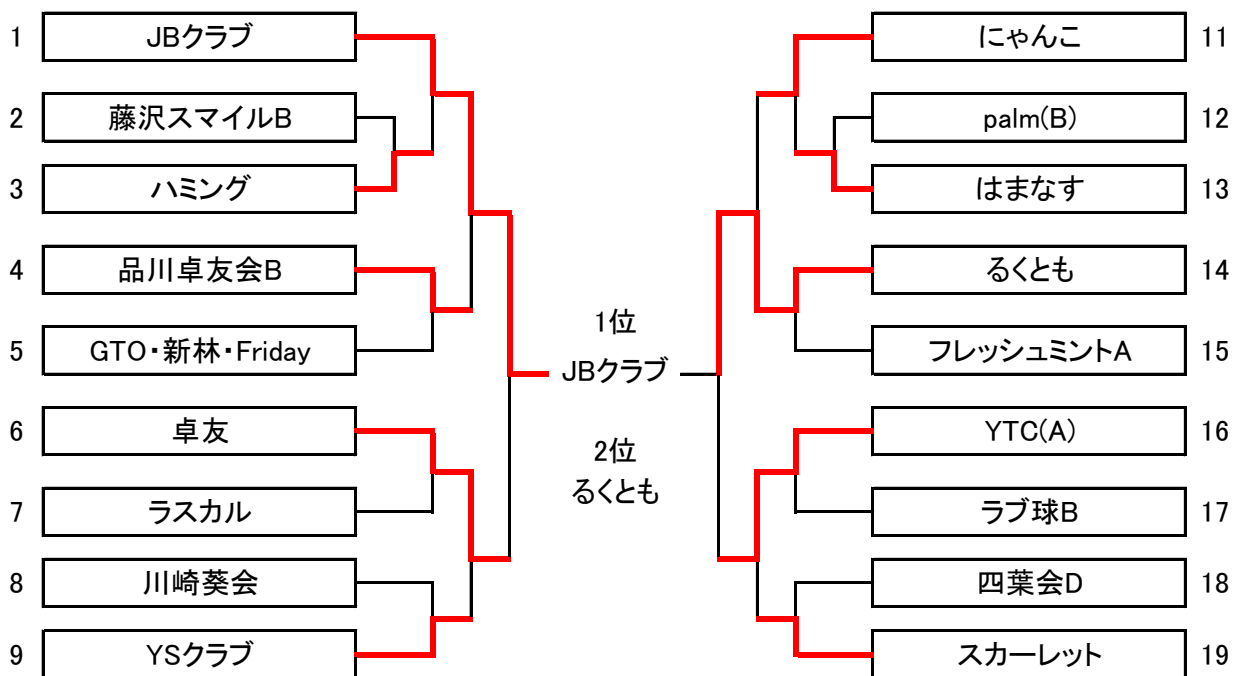 1 JBクラブ
2 藤沢スマイルB
3 ハミング
4 品川卓友会B
5 GTO・新林・Friday
6 卓友
7 ラスカル
8 川崎葵会
9 YSクラブ
1位
JBクラブ
2位
るくとも
にゃんこ 11
palm(B) 12
はまなす 13
るくとも 14
フレッシュミントA 15
YTC(A) 16
ラブ球B 17
四葉会D 18
スカーレット 19